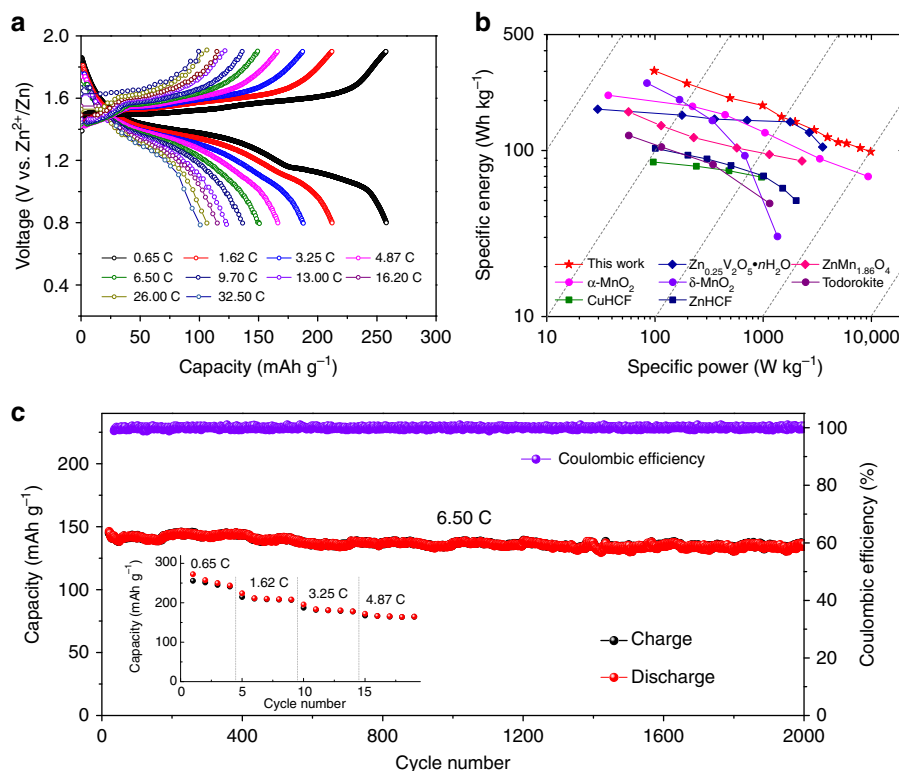 a
2.0
1.6
1.2
0.8
0.4
0 50 100 150 200 250 300
Voltage (V vs. Zn²⁺/Zn)
Capacity (mAh g⁻¹)
0.65 C 1.62 C 3.25 C 4.87 C
6.50 C 9.70 C 13.00 C 16.20 C
26.00 C 32.50 C
b
500
100
10
10 100 1000 10,000
Specific energy (Wh kg⁻¹)
Specific power (W kg⁻¹)
This work Zn₀.₂₅V₂O₅•nH₂O ZnMn₁.₈₆O₄
α-MnO₂ δ-MnO₂ Todorokite
CuHCF ZnHCF
c
200
150
100
50
0
Capacity (mAh g⁻¹)
100
80
60
40
20
0
Coulombic efficiency (%)
Coulombic efficiency
6.50 C
Charge
Discharge
0 400 800 1200 1600 2000
Cycle number
Capacity (mAh g⁻¹)
300
150
0
0.65 C
1.62 C
3.25 C
4.87 C
0 5 10 15
Cycle number